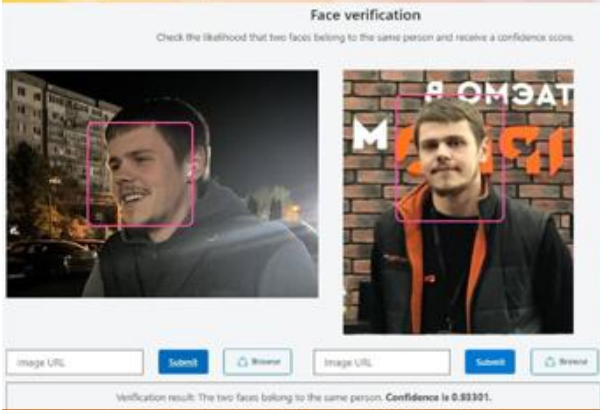 Face verification
Check the likelihood that two faces belong to the same person and receive a confidence score.
Я ОМЭАТ
М
Image URL
Submit
Browse
Image URL
Submit
Browse
Verification result: The two faces belong to the same person. Confidence is 0.93301.